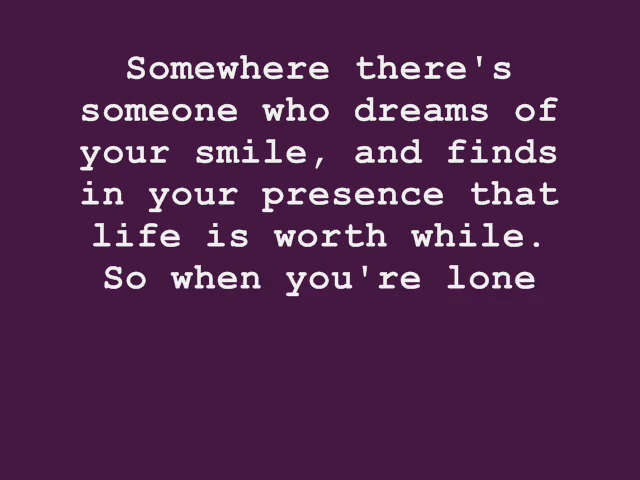 Somewhere there's
someone who dreams of
your smile, and finds
in your presence that
life is worth while.
So when you're lone